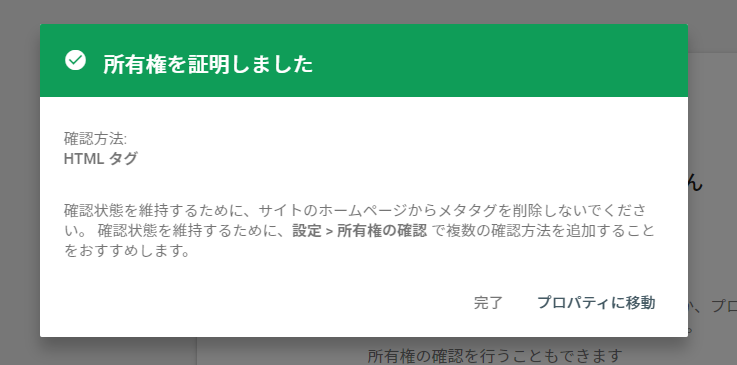 所有権を証明しました
確認方法:
HTML タグ
ん
確認状態を維持するために、サイトのホームページからメタタグを削除しないでくださ
い。 確認状態を維持するために、設定 > 所有権の確認 で複数の確認方法を追加すること
をおすすめします。
完了 プロパティに移動
、プロ
所有権の確認を行うこともできます